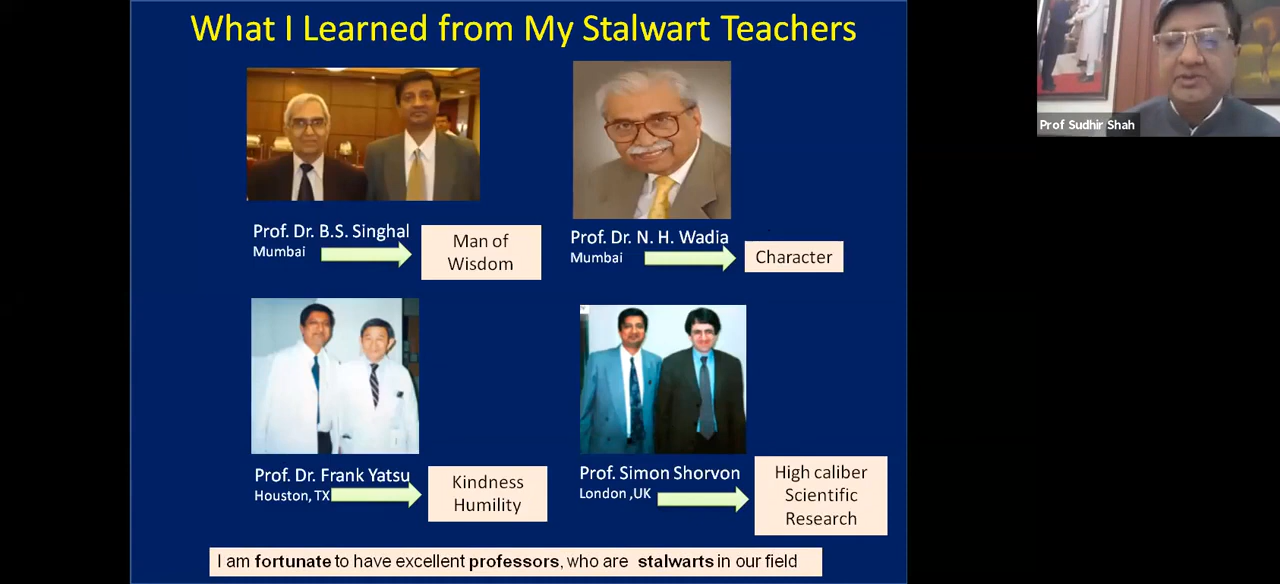 What I Learned from My Stalwart Teachers
Prof Sudhir Shah
Prof. Dr. B.S. Singhal
Mumbai
Man of
Wisdom
Prof. Dr. N. H. Wadia
Mumbai
Character
Prof. Dr. Frank Yatsu
Houston, TX
Kindness
Humility
Prof. Simon Shorvon
London ,UK
High caliber
Scientific
Research
I am fortunate to have excellent professors, who are stalwarts in our field